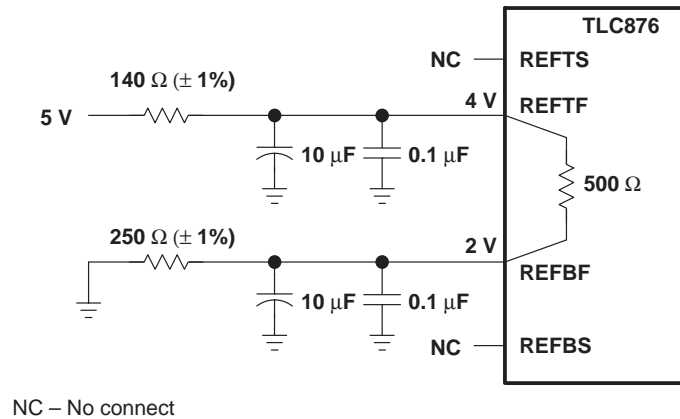 TLC876
NC
REFTS
140 Ω (± 1%)
5 V
4 V
REFTF
10 μF
0.1 μF
500 Ω
250 Ω (± 1%)
2 V
REFBF
10 μF
0.1 μF
NC
REFBS
NC – No connect